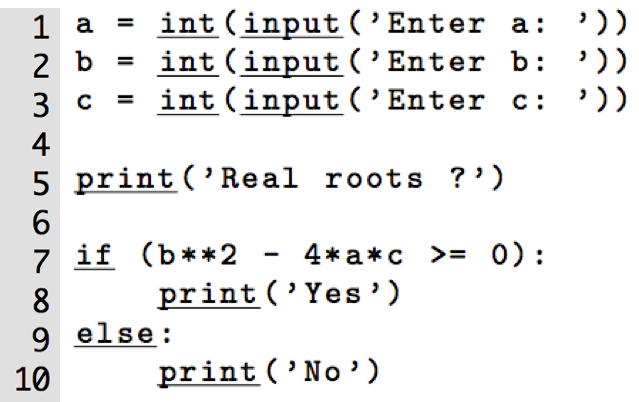 1 a = int(input('Enter a: '))
2 b = int(input('Enter b: '))
3 c = int(input('Enter c: '))
4
5 print('Real roots ?')
6
7 if (b**2 - 4*a*c >= 0):
8     print('Yes')
9 else:
10     print('No')